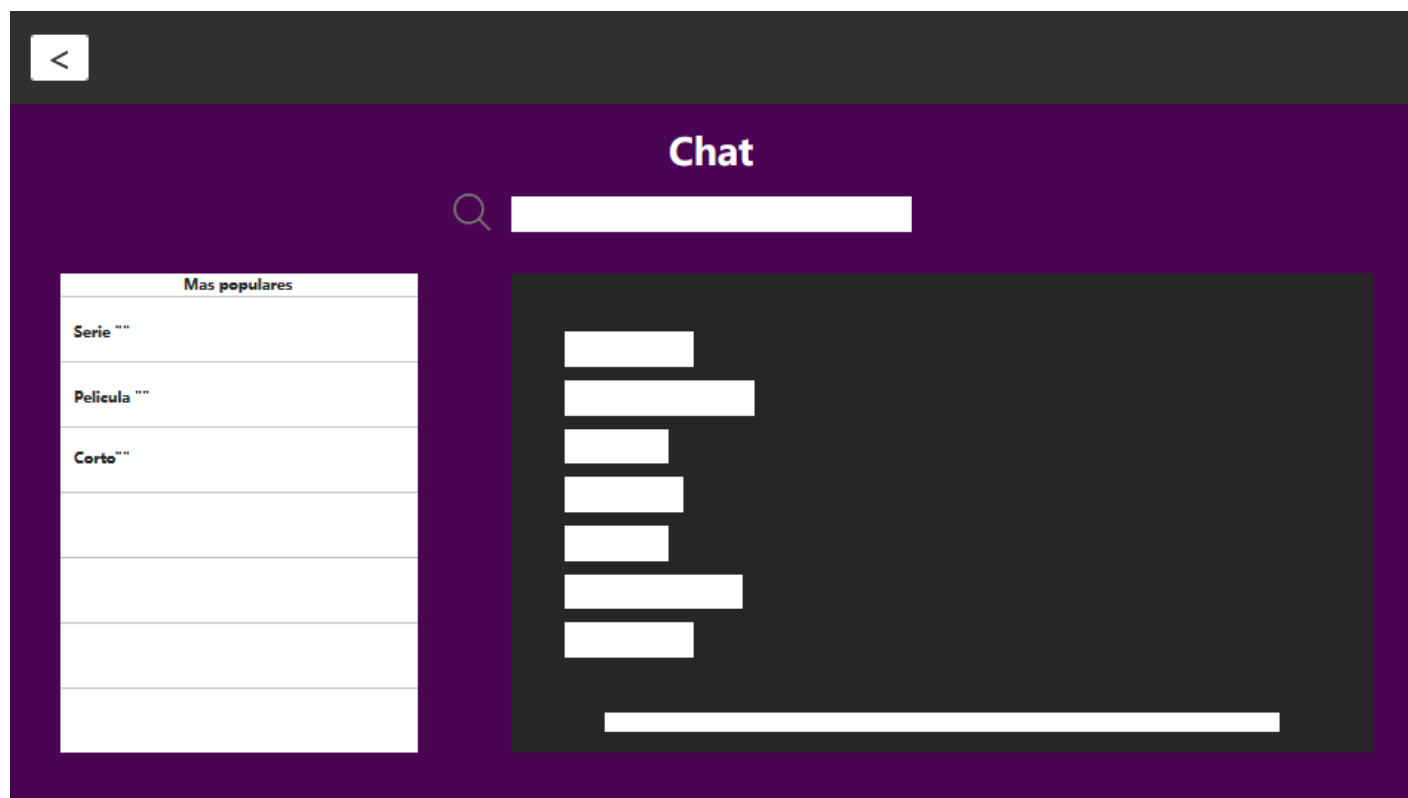 <
Chat
Mas populares
Serie ""
Pelicula ""
Corto""